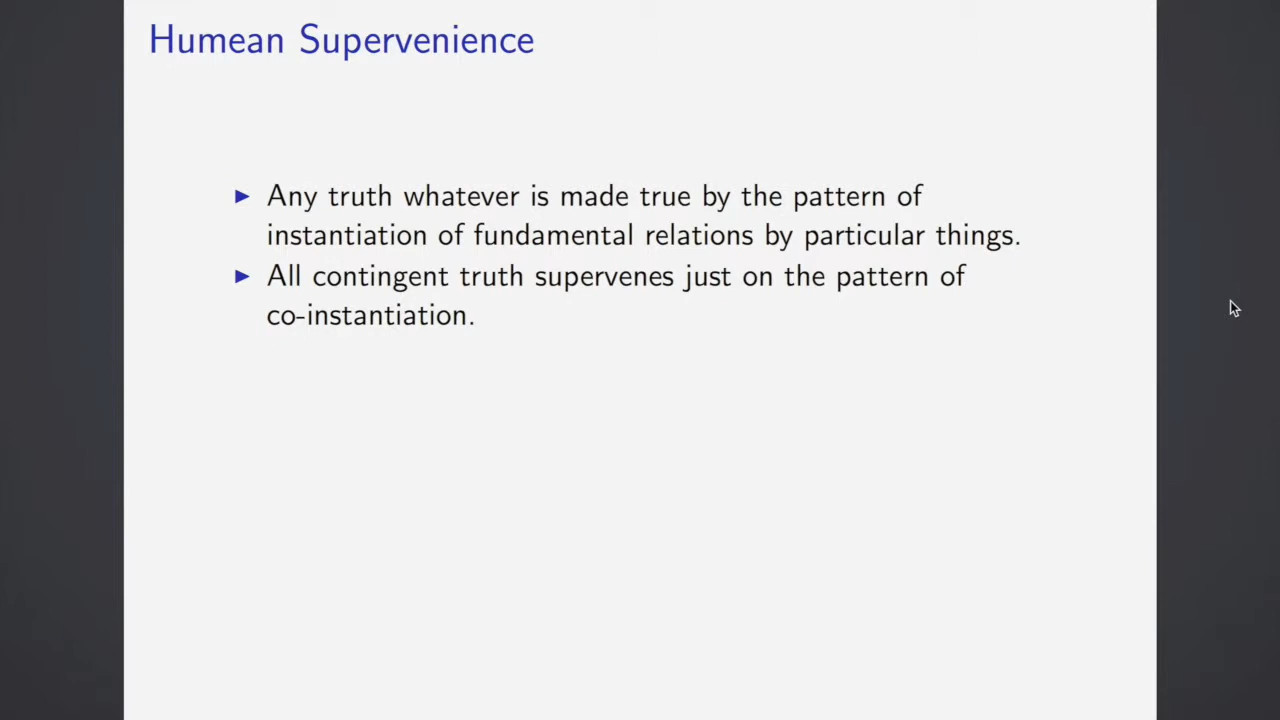 Humean Supervenience
Any truth whatever is made true by the pattern of
instantiation of fundamental relations by particular things.
All contingent truth supervenes just on the pattern of
co-instantiation.